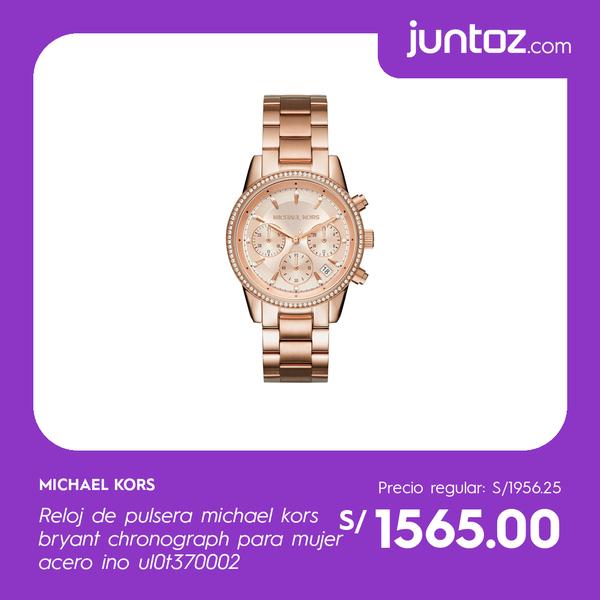 juntoz.com
MICHAEL KORS
18
MICHAEL KORS
Precio regular: S/1956.25
Reloj de pulsera michael kors
bryant chronograph para mujer
acero ino ul0t370002
S/ 1565.00